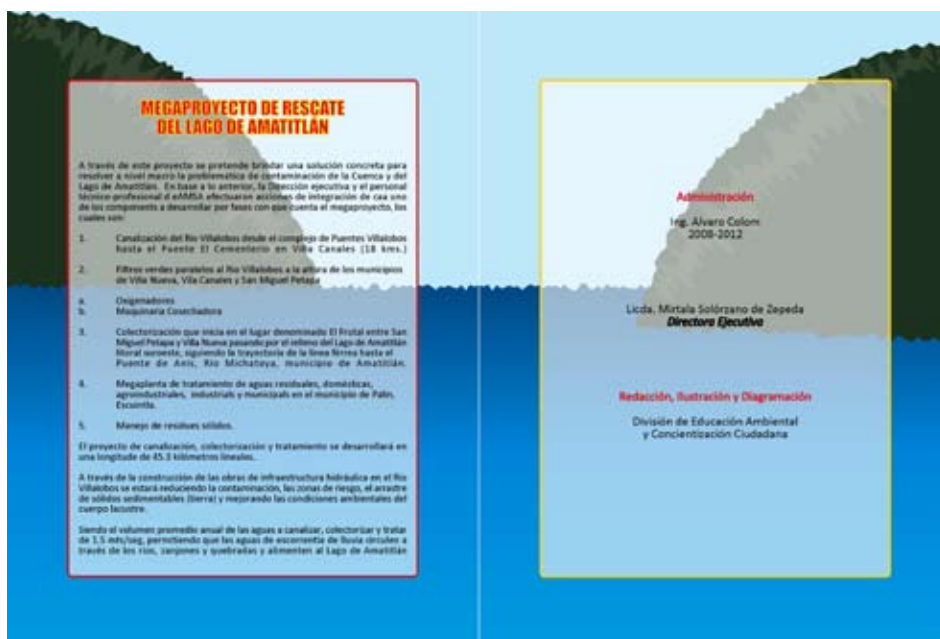 MEGAPROYECTO DE RESCATE
DEL LAGO DE AMATITLÁN
A través de este proyecto se pretende brindar una solución concreta para
resolver a nivel macro la problemática de contaminación de la Cuenca y del
Lago de Amatitlán. En base a lo anterior, la Dirección ejecutiva y el personal
técnico profesional d eAMSA efectuaron acciones de integración de caa uno
de los components a desarrollar por fases con que cuenta el megaproyecto, los
cuales son:
1. Canalización del Río Villalobos desde el complejo de Puentes Villalobos
hasta el Puente El Cementerio en Villa Canales (18 kms.)
2. Filtros verdes paralelos al Río Villalobos a la altura de los municipios
de Villa Nueva, Vila Canales y San Miguel Petapa
a. Oxigenadores
b. Maquinaria Cosechadora
3. Colectorización que inicia en el lugar denominado El Frutal entre San
Miguel Petapa y Villa Nueva pasando por el relleno del Lago de Amatitlán
litoral suroeste, siguiendo la trayectoria de la línea férrea hasta el
Puente de Anís, Río Michatoya, municipio de Amatitlán.
4. Megaplanta de tratamiento de aguas residuales, domésticas,
agroindustriales, industrials y municipals en el municipio de Palín,
Escuintla.
5. Manejo de residues sólidos.
El proyecto de canalización, colectorización y tratamiento se desarrollará en
una longitude de 45.3 kilómetros lineales.
A través de la construcción de las obras de infraestructura hidráulica en el Río
Villalobos se estará reduciendo la contaminación, las zonas de riesgo, el arrastre
de sólidos sedimentables (tierra) y mejorando las condiciones ambientales del
cuerpo lacustre.
Siendo el volumen promedio anual de las aguas a canalizar, colectorizar y tratar
de 1.5 mts/seg, permitiendo que las aguas de escorrentía de lluvia circulen a
través de los ríos, zanjones y quebradas y alimenten al Lago de Amatitlán
Administración
Ing. Alvaro Colom
2008-2012
Licda. Mirtala Solórzano de Zepeda
Directora Ejecutiva
Redacción, Ilustración y Diagramación
División de Educación Ambiental
y Concientización Ciudadana